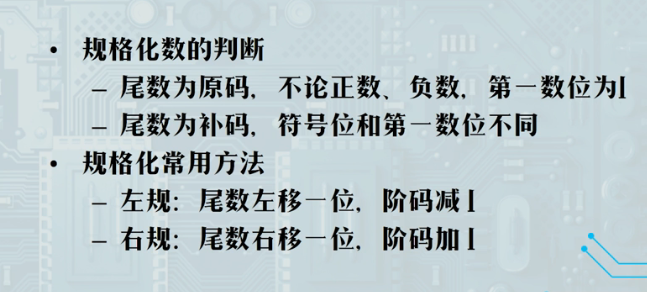 • 规格化数的判断
– 尾数为原码，不论正数、负数，第一数位为1
– 尾数为补码，符号位和第一数位不同
• 规格化常用方法
– 左规：尾数左移一位，阶码减1
– 右规：尾数右移一位，阶码加1